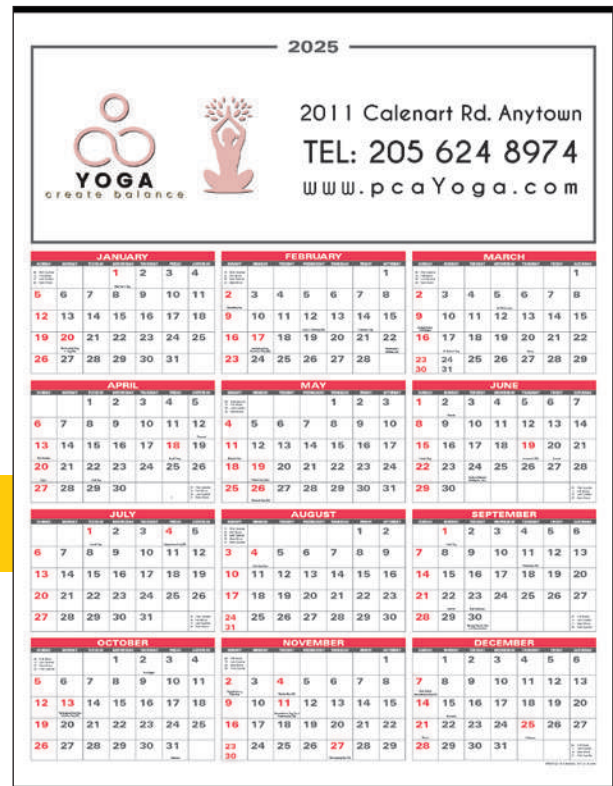 2025
2011 Calenart Rd. Anytown
TEL: 205 624 8974
www.pcaYoga.com
YOGA
create balance
JANUARY FEBRUARY MARCH
1 2 3 4 1 1
5 6 7 8 9 10 11 2 3 4 5 6 7 8 2 3 4 5 6 7 8
12 13 14 15 16 17 18 9 10 11 12 13 14 15 9 10 11 12 13 14 15
19 20 21 22 23 24 25 16 17 18 19 20 21 22 16 17 18 19 20 21 22
26 27 28 29 30 31 23 24 25 26 27 28 23 24 25 26 27 28 29
30 31
APRIL MAY JUNE
1 2 3 4 5 1 2 3 1 2 3 4 5 6 7
6 7 8 9 10 11 12 4 5 6 7 8 9 10 8 9 10 11 12 13 14
13 14 15 16 17 18 19 11 12 13 14 15 16 17 15 16 17 18 19 20 21
20 21 22 23 24 25 26 18 19 20 21 22 23 24 22 23 24 25 26 27 28
27 28 29 30 25 26 27 28 29 30 31 29 30
JULY AUGUST SEPTEMBER
1 2 3 4 5 1 2 1 2 3 4 5 6
6 7 8 9 10 11 12 3 4 5 6 7 8 9 7 8 9 10 11 12 13
13 14 15 16 17 18 19 10 11 12 13 14 15 16 14 15 16 17 18 19 20
20 21 22 23 24 25 26 17 18 19 20 21 22 23 21 22 23 24 25 26 27
27 28 29 30 31 24 25 26 27 28 29 30 28 29 30
31
OCTOBER NOVEMBER DECEMBER
1 2 3 4 1 1 2 3 4 5 6
5 6 7 8 9 10 11 2 3 4 5 6 7 8 7 8 9 10 11 12 13
12 13 14 15 16 17 18 9 10 11 12 13 14 15 14 15 16 17 18 19 20
19 20 21 22 23 24 25 16 17 18 19 20 21 22 21 22 23 24 25 26 27
26 27 28 29 30 31 23 24 25 26 27 28 29 28 29 30 31
30